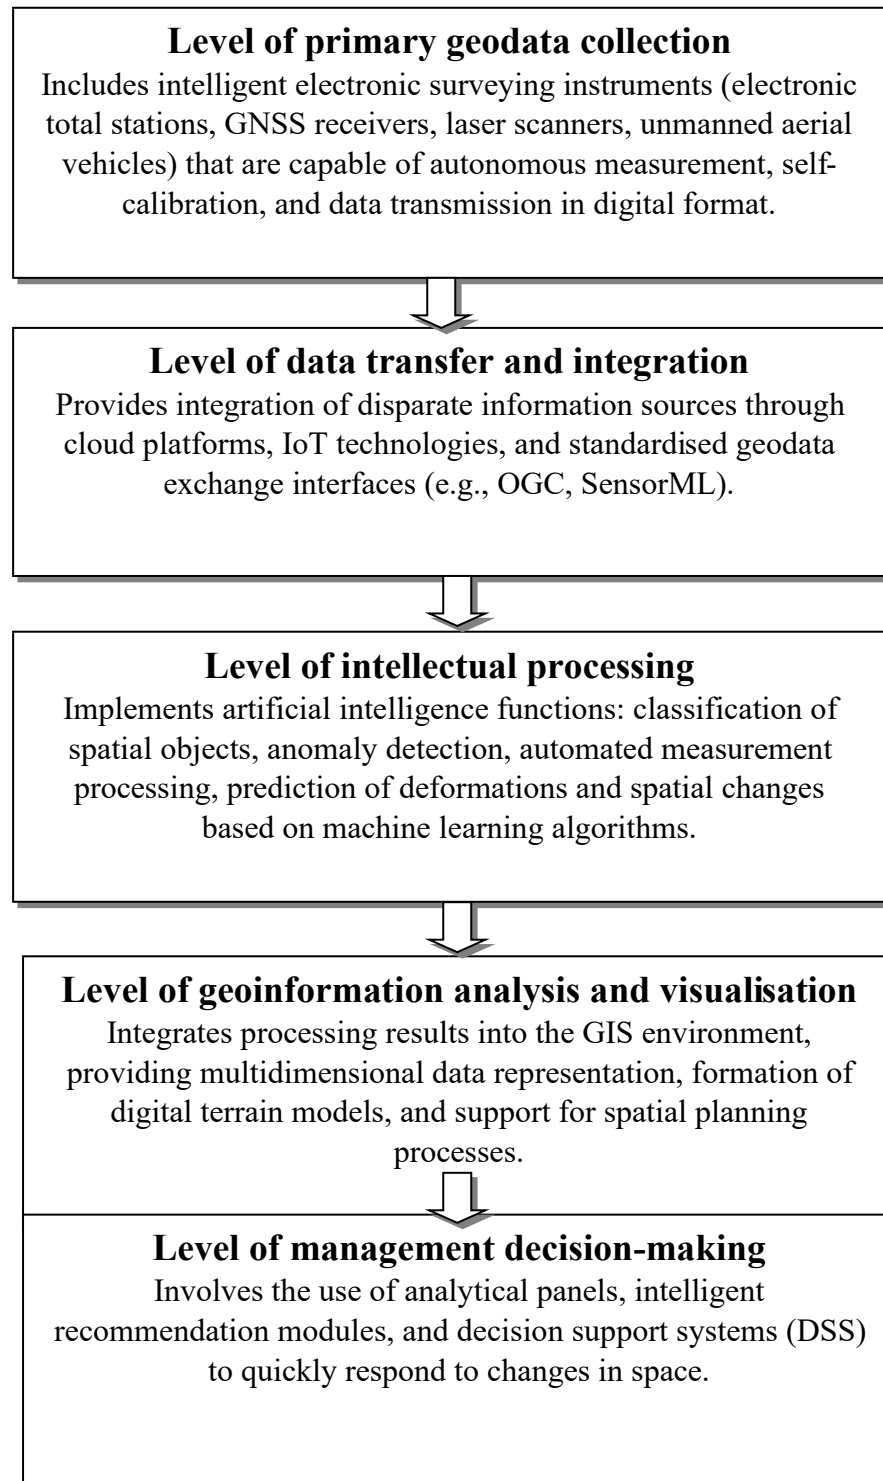 Level of primary geodata collection
Includes intelligent electronic surveying instruments (electronic
total stations, GNSS receivers, laser scanners, unmanned aerial
vehicles) that are capable of autonomous measurement, self-
calibration, and data transmission in digital format.
Level of data transfer and integration
Provides integration of disparate information sources through
cloud platforms, IoT technologies, and standardised geodata
exchange interfaces (e.g., OGC, SensorML).
Level of intellectual processing
Implements artificial intelligence functions: classification of
spatial objects, anomaly detection, automated measurement
processing, prediction of deformations and spatial changes
based on machine learning algorithms.
Level of geoinformation analysis and visualisation
Integrates processing results into the GIS environment,
providing multidimensional data representation, formation of
digital terrain models, and support for spatial planning
processes.
Level of management decision-making
Involves the use of analytical panels, intelligent
recommendation modules, and decision support systems (DSS)
to quickly respond to changes in space.